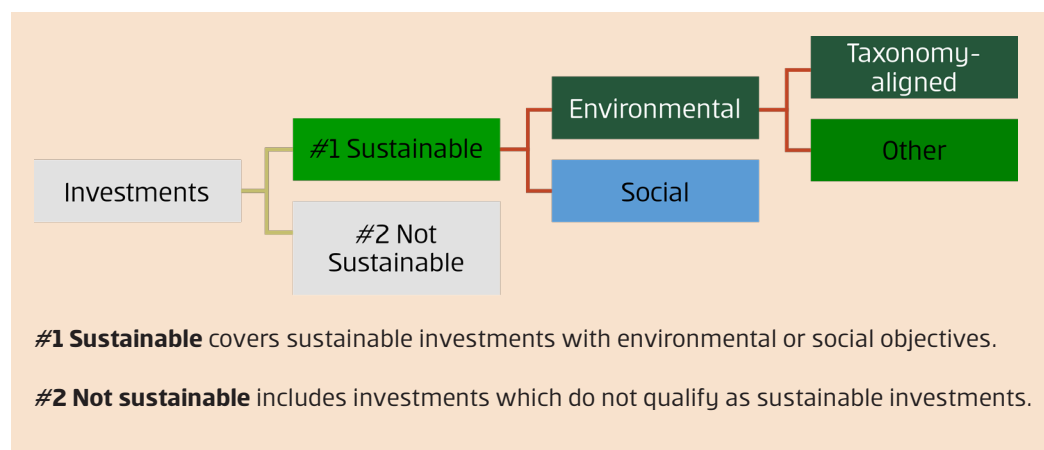 Taxonomy-
aligned
Environmental
Other
#1 Sustainable
Investments
Social
#2 Not
Sustainable
#1 Sustainable covers sustainable investments with environmental or social objectives.
#2 Not sustainable includes investments which do not qualify as sustainable investments.